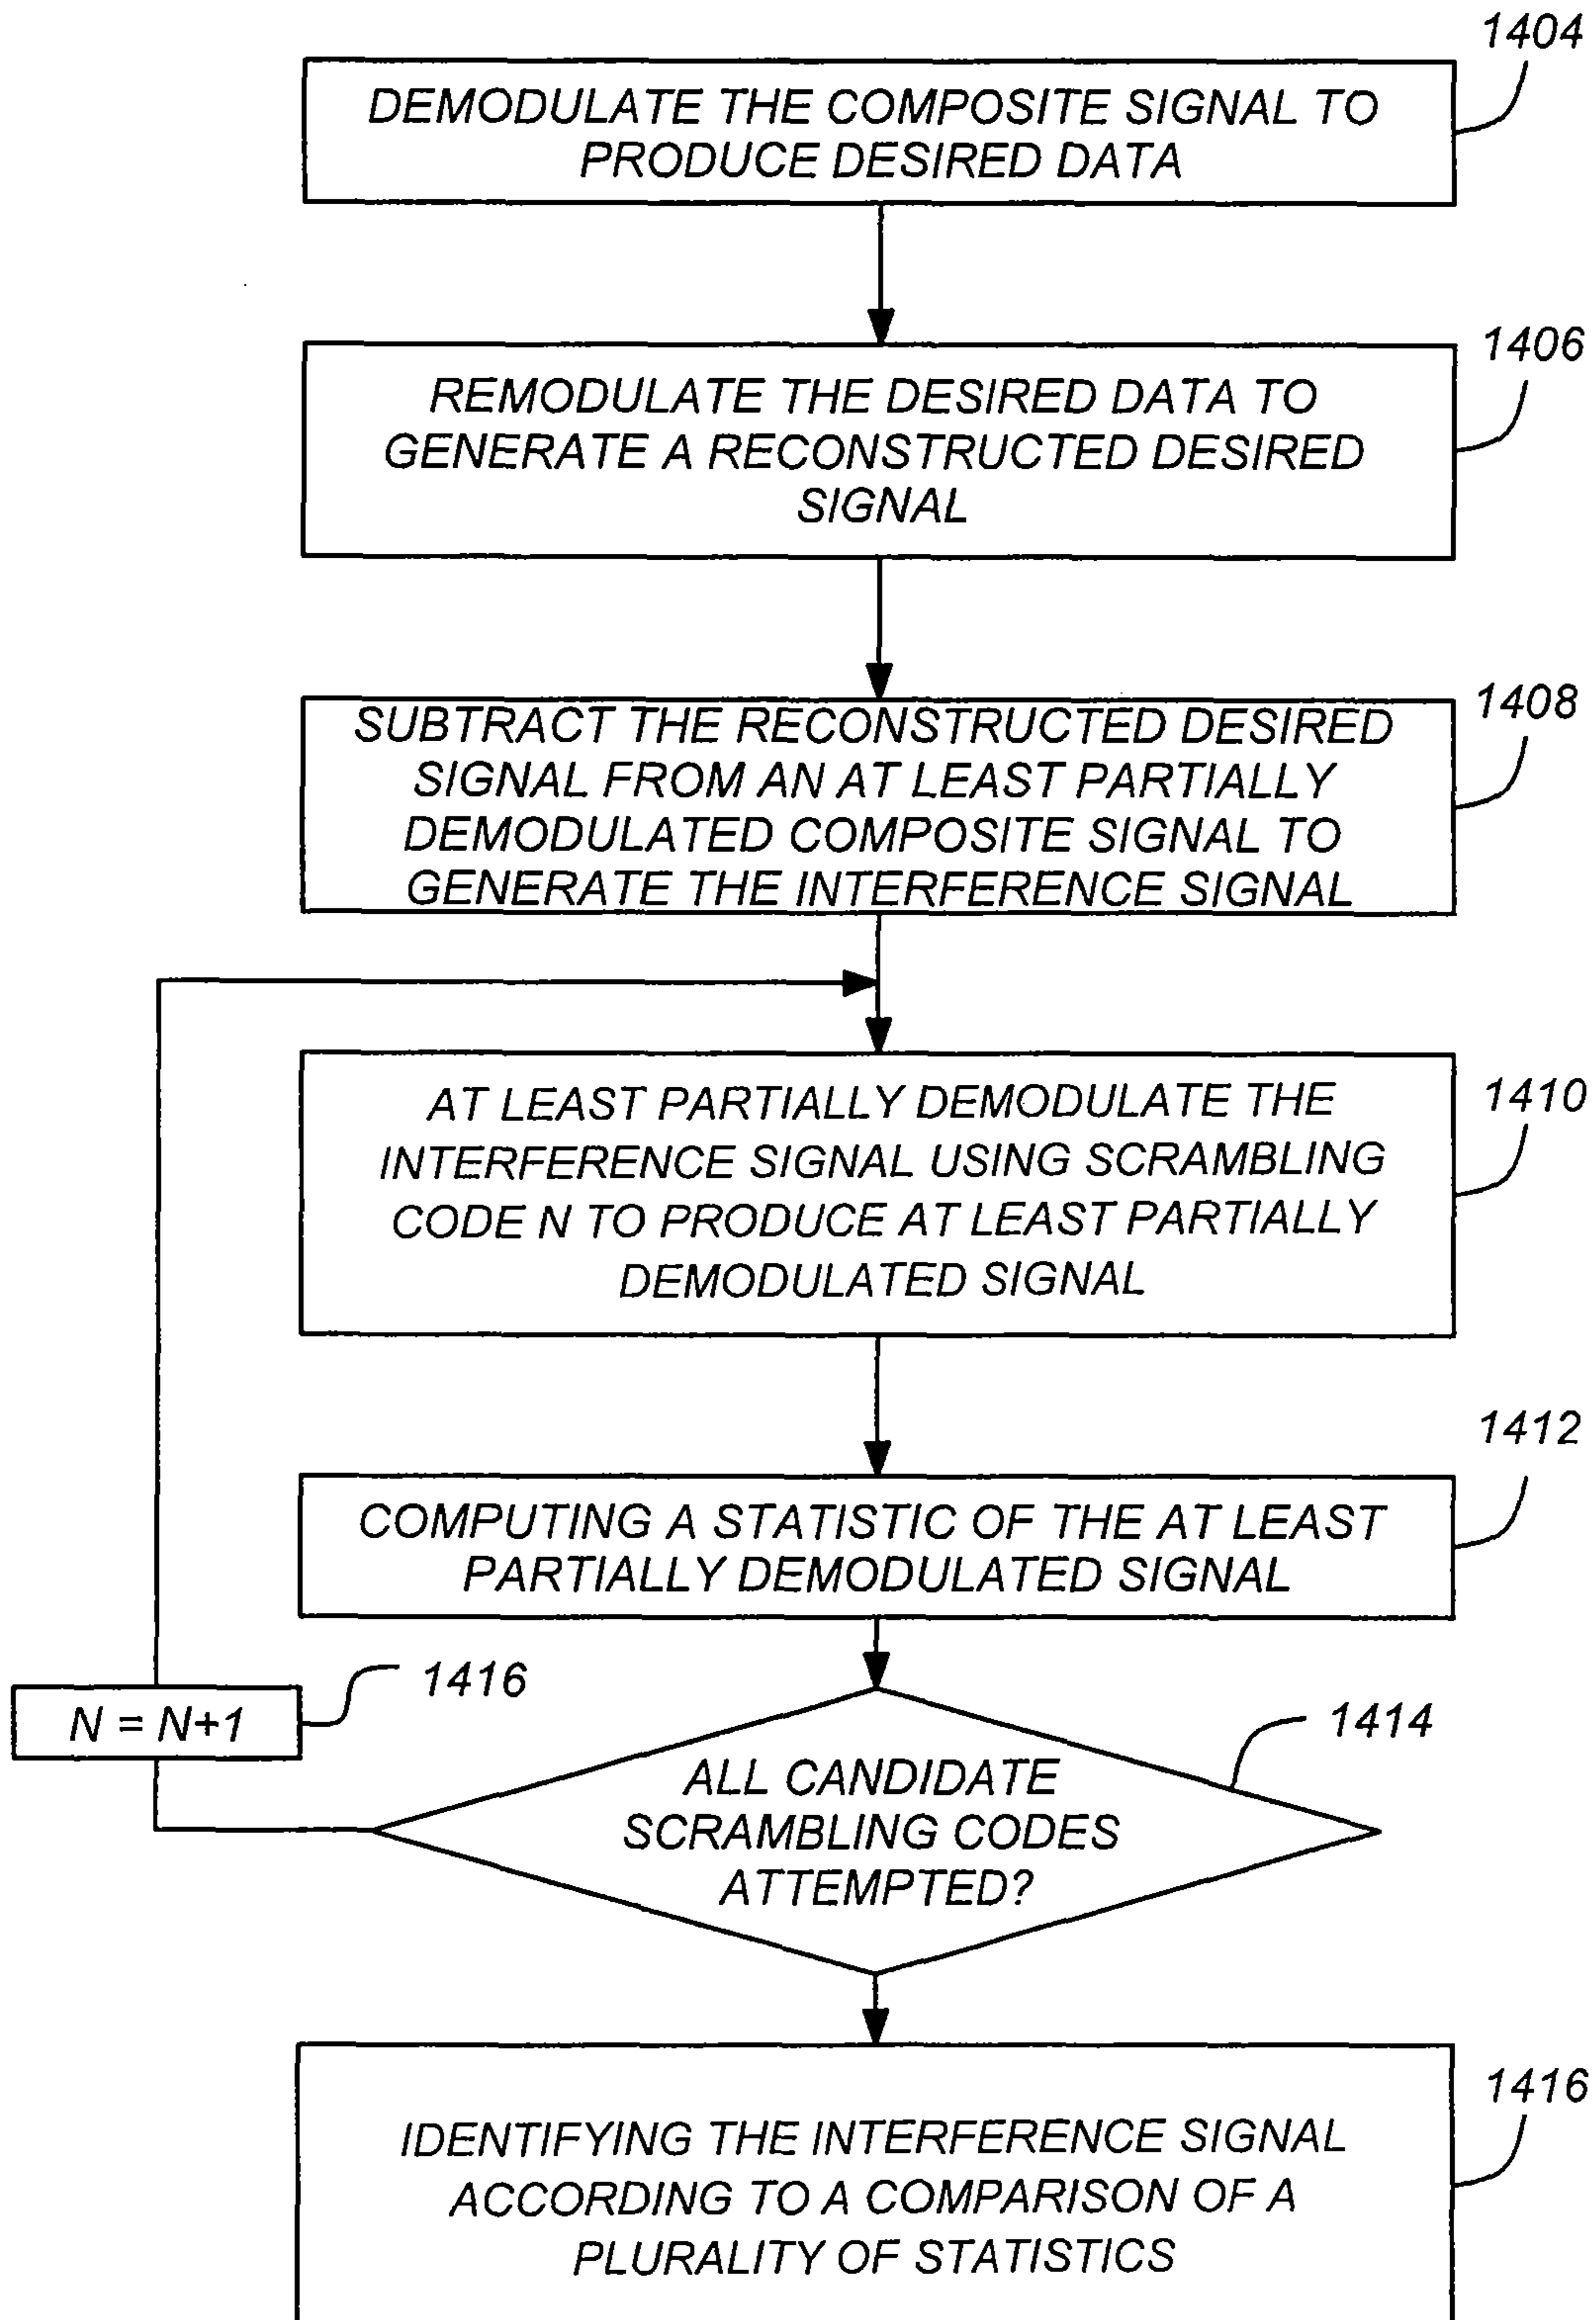 1404
DEMODULATE THE COMPOSITE SIGNAL TO
PRODUCE DESIRED DATA
1406
REMODULATE THE DESIRED DATA TO
GENERATE A RECONSTRUCTED DESIRED
SIGNAL
1408
SUBTRACT THE RECONSTRUCTED DESIRED
SIGNAL FROM AN AT LEAST PARTIALLY
DEMODULATED COMPOSITE SIGNAL TO
GENERATE THE INTERFERENCE SIGNAL
1410
AT LEAST PARTIALLY DEMODULATE THE
INTERFERENCE SIGNAL USING SCRAMBLING
CODE N TO PRODUCE AT LEAST PARTIALLY
DEMODULATED SIGNAL
1412
COMPUTING A STATISTIC OF THE AT LEAST
PARTIALLY DEMODULATED SIGNAL
1416
N = N+1
1414
ALL CANDIDATE
SCRAMBLING CODES
ATTEMPTED?
1416
IDENTIFYING THE INTERFERENCE SIGNAL
ACCORDING TO A COMPARISON OF A
PLURALITY OF STATISTICS